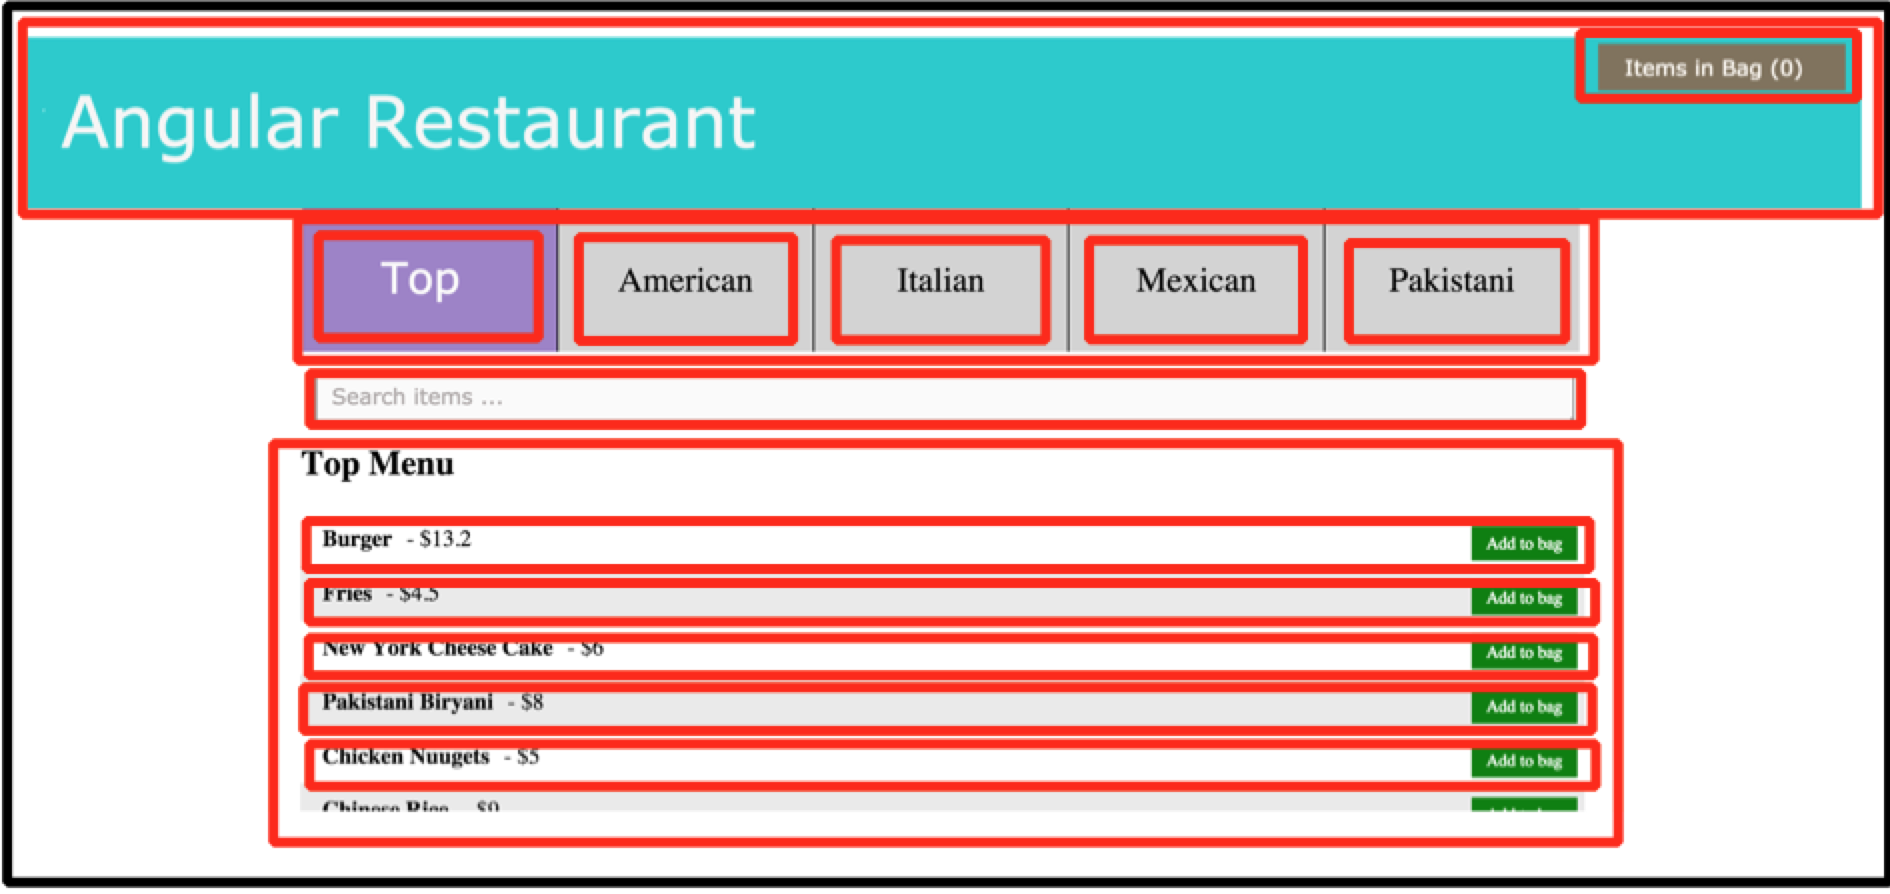 Items in Bag (0)
Angular Restaurant
Top American Italian Mexican Pakistani
Search items ...
Top Menu
Burger - $13.2 Add to bag
Fries - $4.5 Add to bag
New York Cheese Cake - $6 Add to bag
Pakistani Biryani - $8 Add to bag
Chicken Nuugets - $5 Add to bag
Chinese Rice